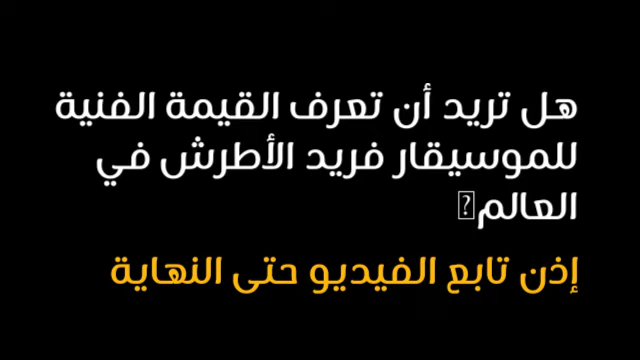 هل تريد أن تعرف القيمة الفنية
للموسيقار فريد الأطرش في
العالم
إذن تابع الفيديو حتى النهاية